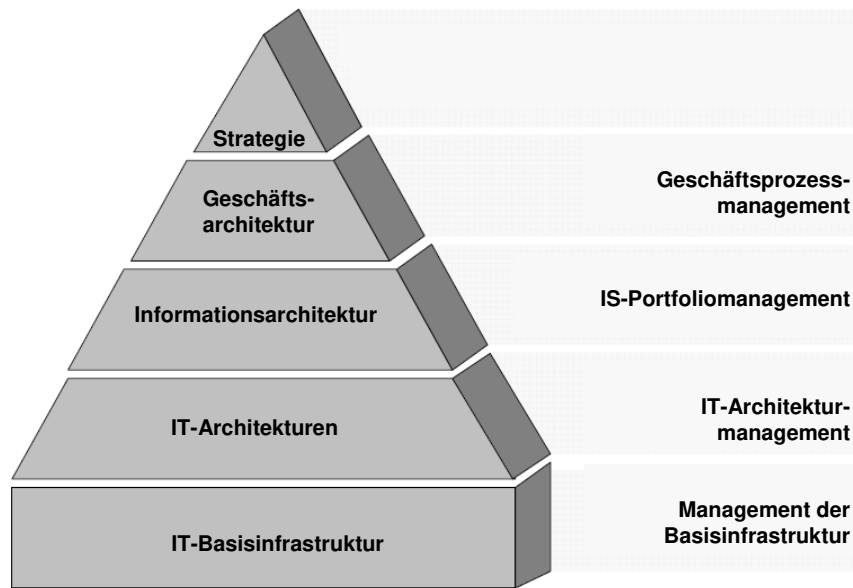 Strategie
Geschäfts-
architektur
Geschäftsprozess-
management
Informationsarchitektur
IS-Portfoliomanagement
IT-Architekturen
IT-Architektur-
management
IT-Basisinfrastruktur
Management der
Basisinfrastruktur